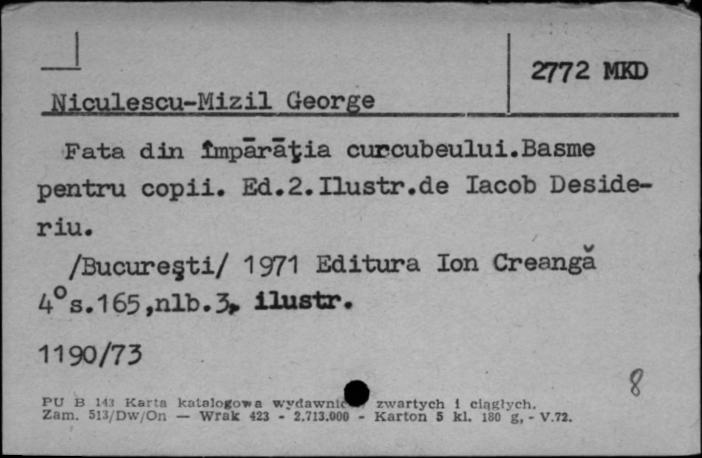 2772 MKD
Niculescu-Mizil George
Fata din împărāţia curcubeului.Basme
pentru copii. Ed.2.Ilustr.de Iacob Deside-
riu.
/Bucureşti/ 1971 Editura Ion Creangă
4°s.165,nlb.3, ilustr.
1190/73
8
PU B 143 Karta katalogowa zwartych i ciągłych.
Zam. 513/Dw/On — Wrak 423 - 2.713.000 - Karton 5 kl. 180 g, - V.72.